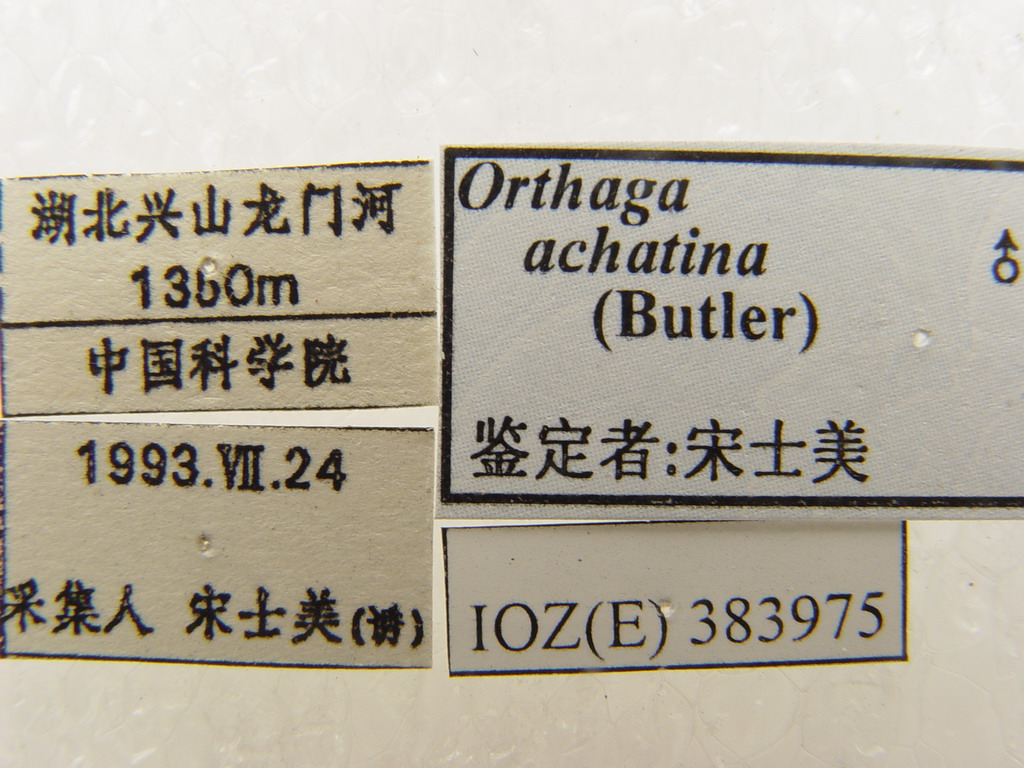 湖北兴山龙门河
1350m
中国科学院
1993.Ⅶ.24
采集人 宋士美(诱)
Orthaga
achatina
(Butler)
♂
鉴定者:宋士美
IOZ(E) 383975